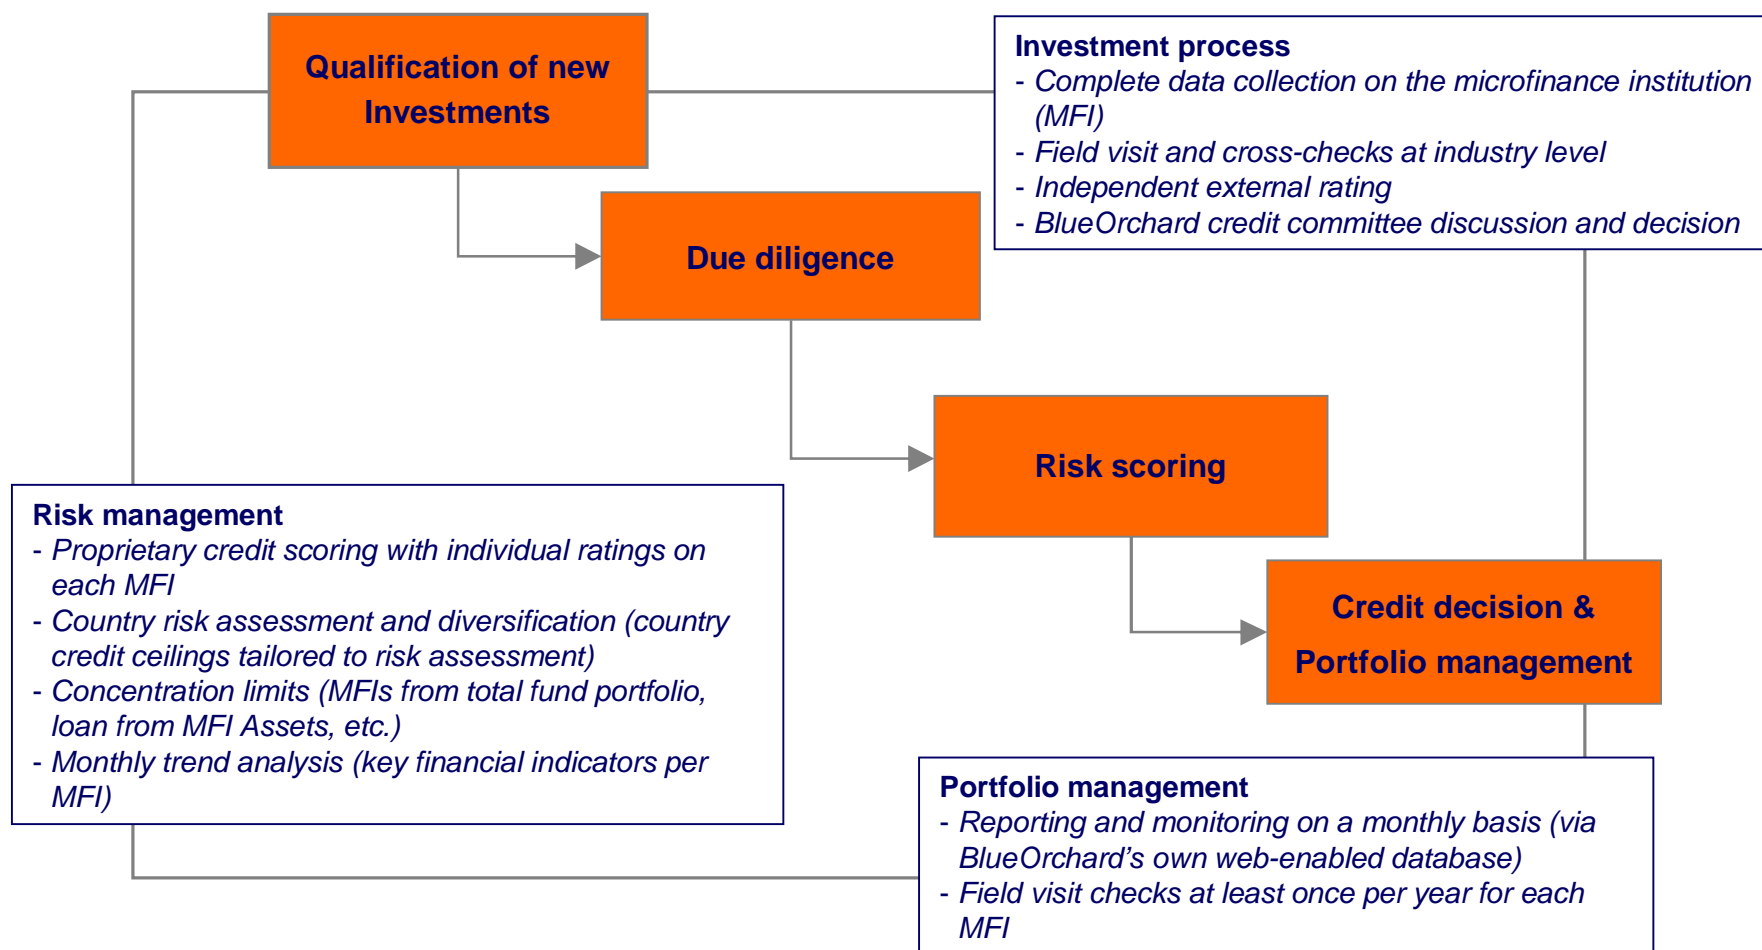 Qualification of new
Investments
Investment process
- Complete data collection on the microfinance institution
(MFI)
- Field visit and cross-checks at industry level
- Independent external rating
- BlueOrchard credit committee discussion and decision
Due diligence
Risk scoring
Risk management
- Proprietary credit scoring with individual ratings on
each MFI
- Country risk assessment and diversification (country
credit ceilings tailored to risk assessment)
- Concentration limits (MFIs from total fund portfolio,
loan from MFI Assets, etc.)
- Monthly trend analysis (key financial indicators per
MFI)
Credit decision &
Portfolio management
Portfolio management
- Reporting and monitoring on a monthly basis (via
BlueOrchard’s own web-enabled database)
- Field visit checks at least once per year for each
MFI